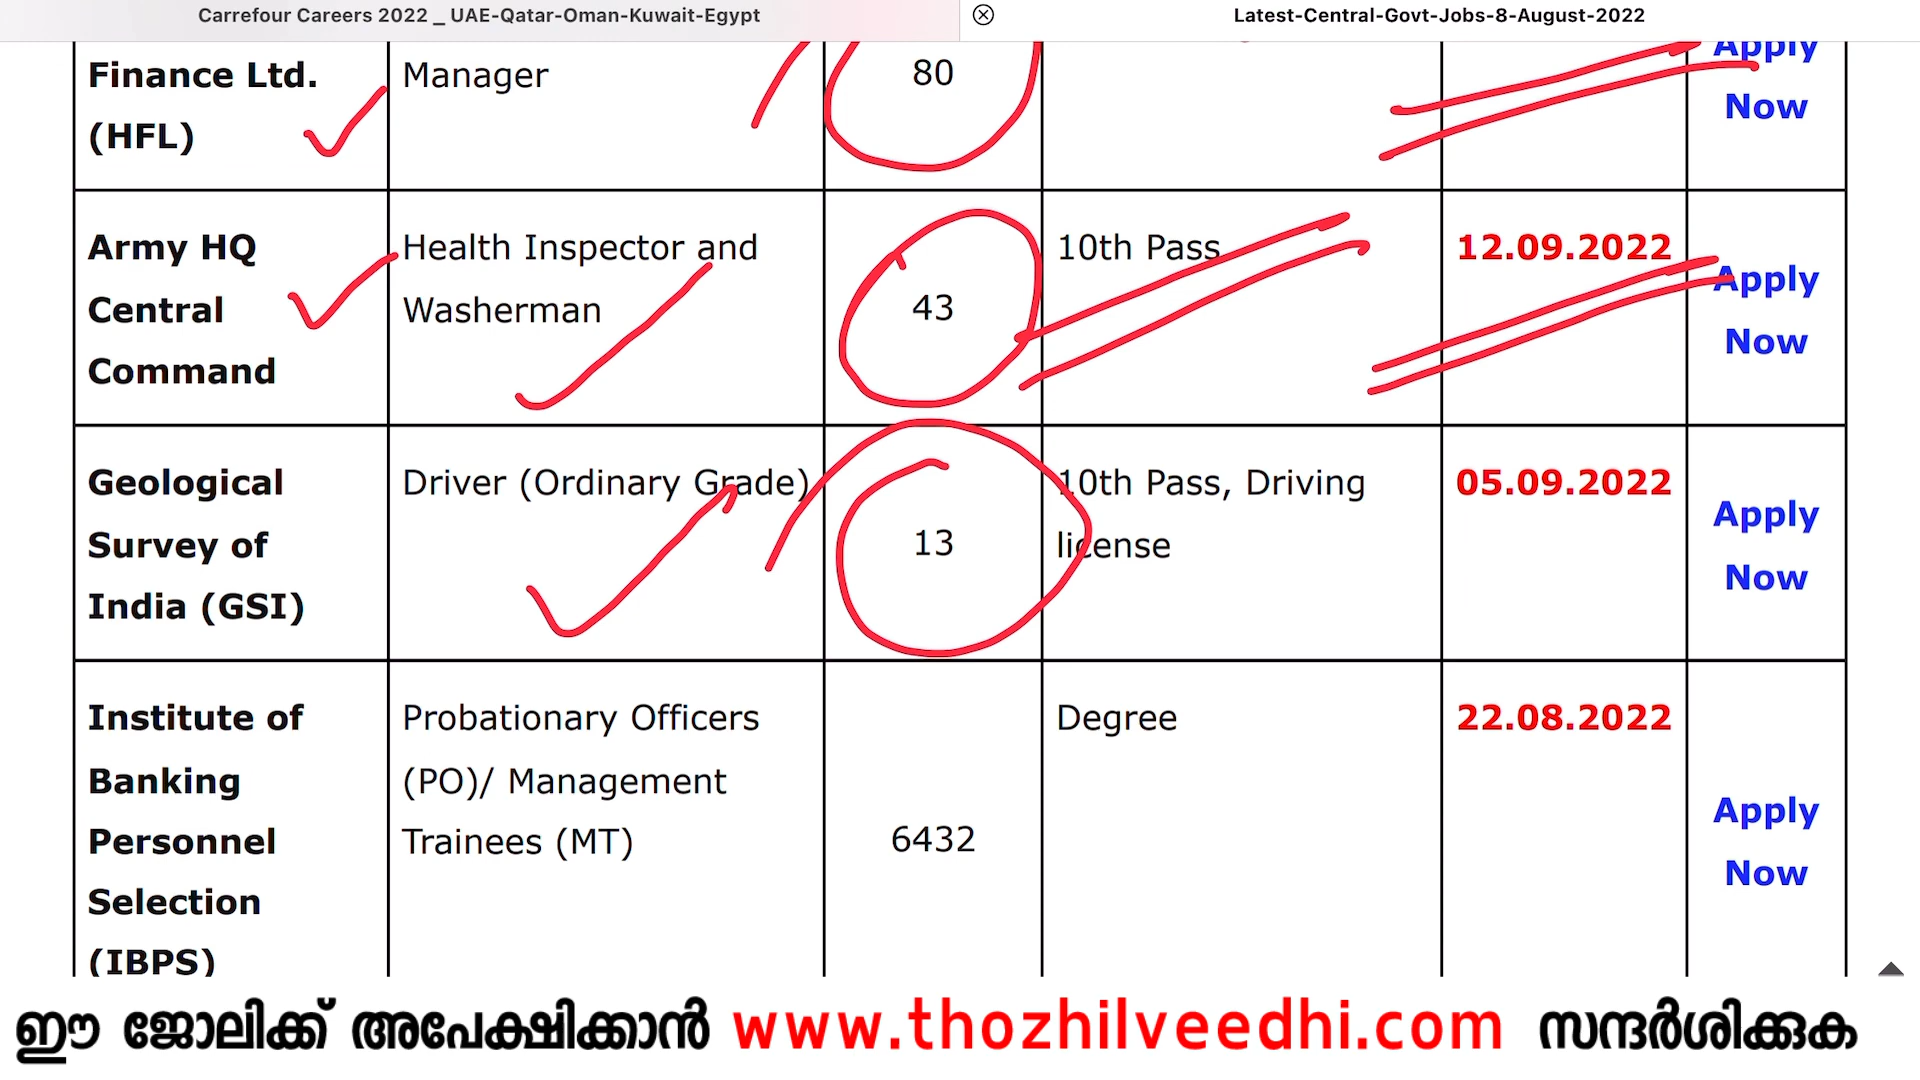 Carrefour Careers 2022 _ UAE-Qatar-Oman-Kuwait-Egypt
Latest-Central-Govt-Jobs-8-August-2022
Finance Ltd.
(HFL)
Manager
80
Apply
Now
Army HQ
Central
Command
Health Inspector and
Washerman
43
10th Pass
12.09.2022
Apply
Now
Geological
Survey of
India (GSI)
Driver (Ordinary Grade)
13
10th Pass, Driving
license
05.09.2022
Apply
Now
Institute of
Banking
Personnel
Selection
(IBPS)
Probationary Officers
(PO)/ Management
Trainees (MT)
6432
Degree
22.08.2022
Apply
Now
ഈ ജോലിക്ക് അപേക്ഷിക്കാൻ www.thozhilveedhi.com സന്ദർശിക്കുക